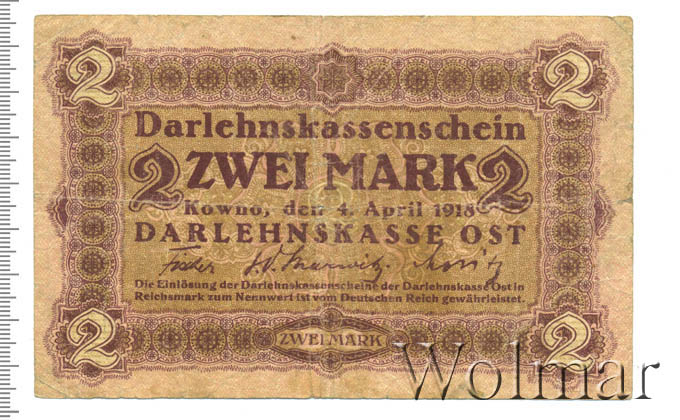 2 2
Darlehnskassenschein
2 ZWEI MARK 2
Kowno, den 4. April 1918
DARLEHNSKASSE OST
Die Einlösung der Darlehnskassenscheine der Darlehnskasse Ost in
Reichsmark zum Nennwert ist vom Deutschen Reich gewährleistet.
2 ZWEI MARK 2
Wolmar